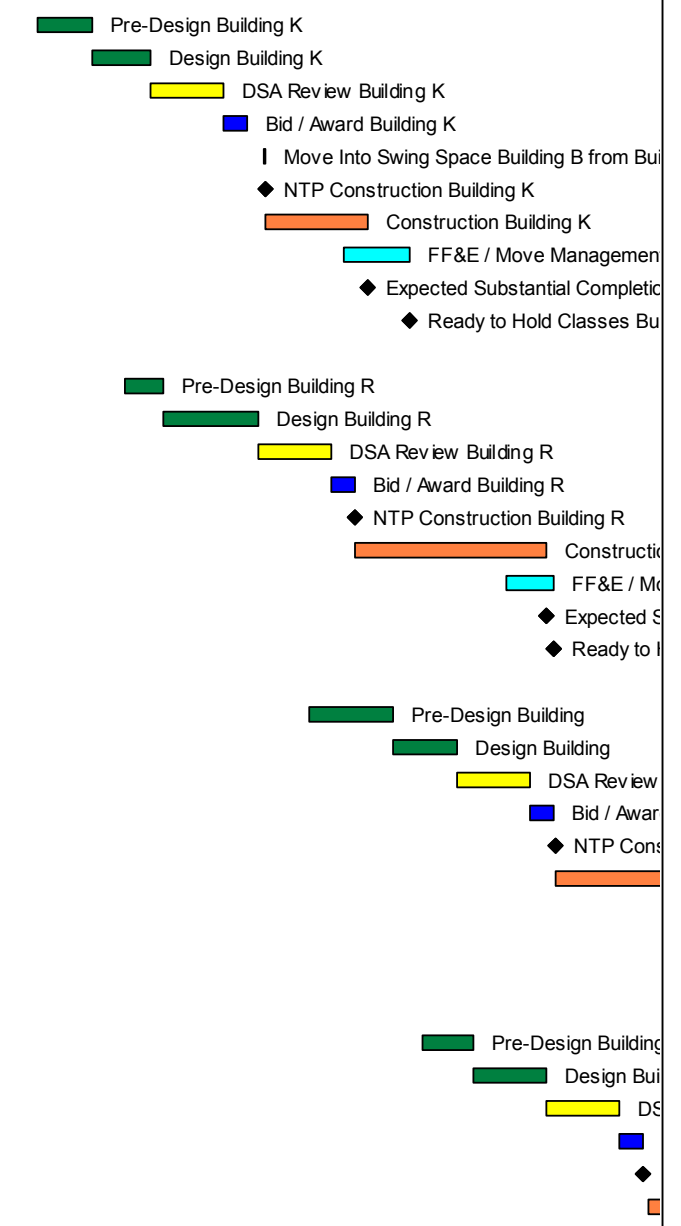 Pre-Design Building K
Design Building K
DSA Review Building K
Bid / Award Building K
Move Into Swing Space Building B from Bui
NTP Construction Building K
Construction Building K
FF&E / Move Managemen
Expected Substantial Completio
Ready to Hold Classes Bu
Pre-Design Building R
Design Building R
DSA Review Building R
Bid / Award Building R
NTP Construction Building R
Constructio
FF&E / Mo
Expected S
Ready to
Pre-Design Building
Design Building
DSA Review
Bid / Awar
NTP Cons
Pre-Design Building
Design Bui
DS